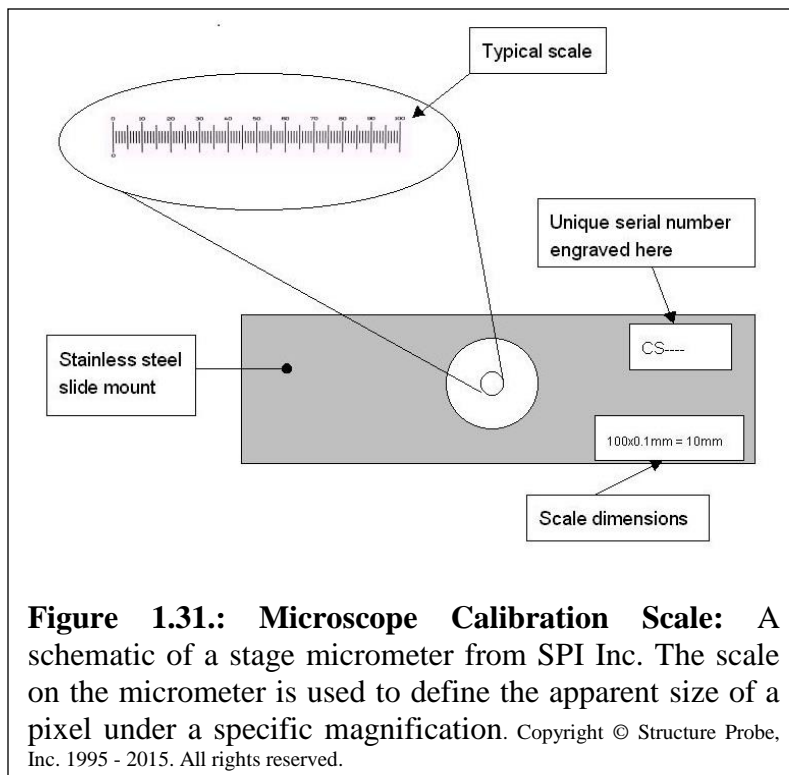 Typical scale
0 10 20 30 40 50 60 70 80 90 100
0
Unique serial number
engraved here
CS----
Stainless steel
slide mount
100x0.1mm = 10mm
Scale dimensions
Figure 1.31.: Microscope Calibration Scale: A
schematic of a stage micrometer from SPI Inc. The scale
on the micrometer is used to define the apparent size of a
pixel under a specific magnification. Copyright © Structure Probe,
Inc. 1995 - 2015. All rights reserved.